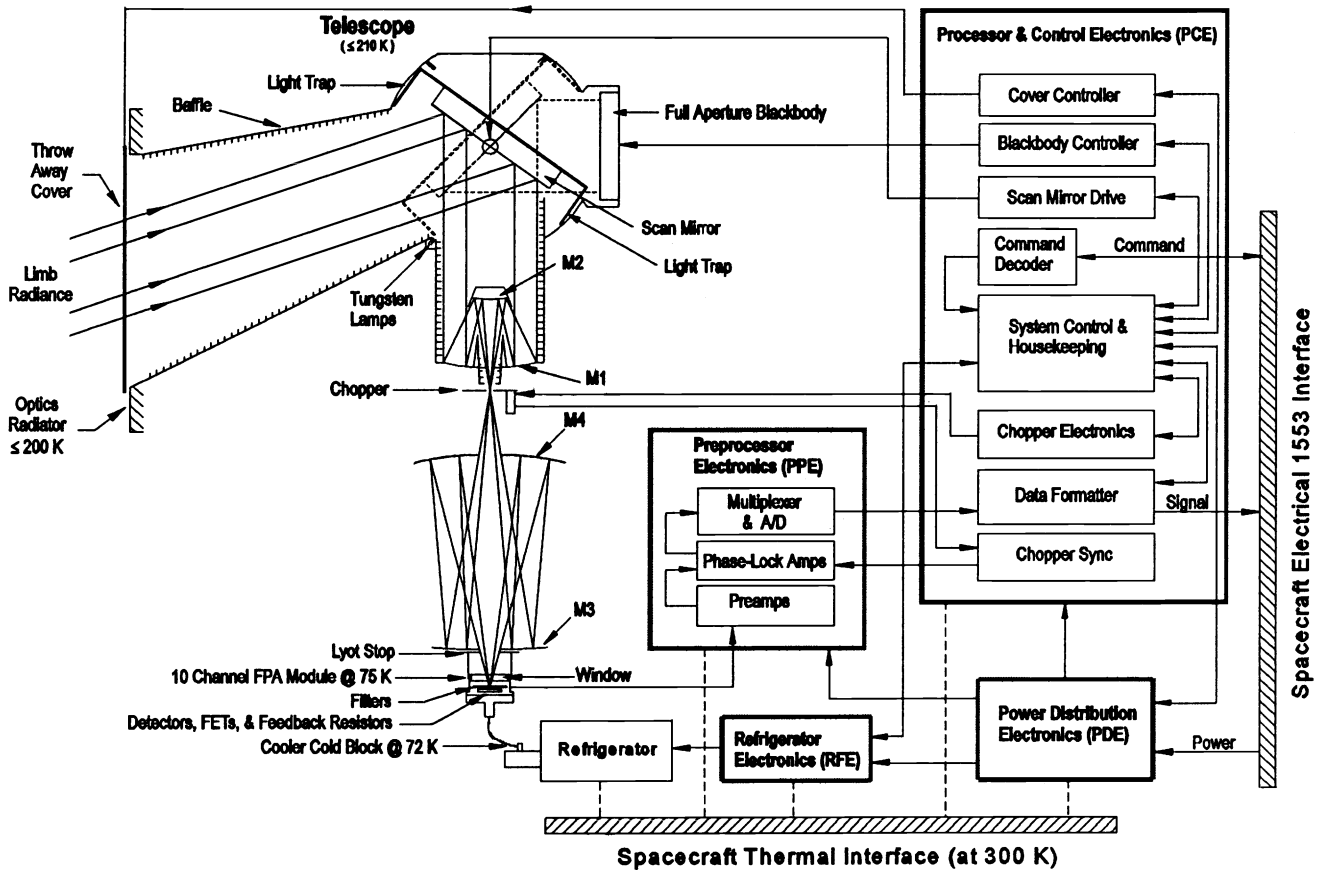 Telescope
(≤ 210 K)
Light Trap
Baffle
Throw
Away
Cover
Limb
Radiance
Optics
Radiator
≤ 200 K
Tungsten
Lamps
Full Aperture Blackbody
Scan Mirror
Light Trap
M2
M1
Chopper
M4
M3
Lyot Stop
10 Channel FPA Module @ 75 K
Window
Filters
Detectors, FETs, & Feedback Resistors
Cooler Cold Block @ 72 K
Refrigerator
Refrigerator
Electronics (RFE)
Preprocessor
Electronics (PPE)
Multiplexer
& A/D
Phase-Lock Amps
Preamps
Processor & Control Electronics (PCE)
Cover Controller
Blackbody Controller
Scan Mirror Drive
Command
Decoder
Command
System Control &
Housekeeping
Chopper Electronics
Data Formatter
Signal
Chopper Sync
Power Distribution
Electronics (PDE)
Power
Spacecraft Electrical 1553 Interface
Spacecraft Thermal Interface (at 300 K)